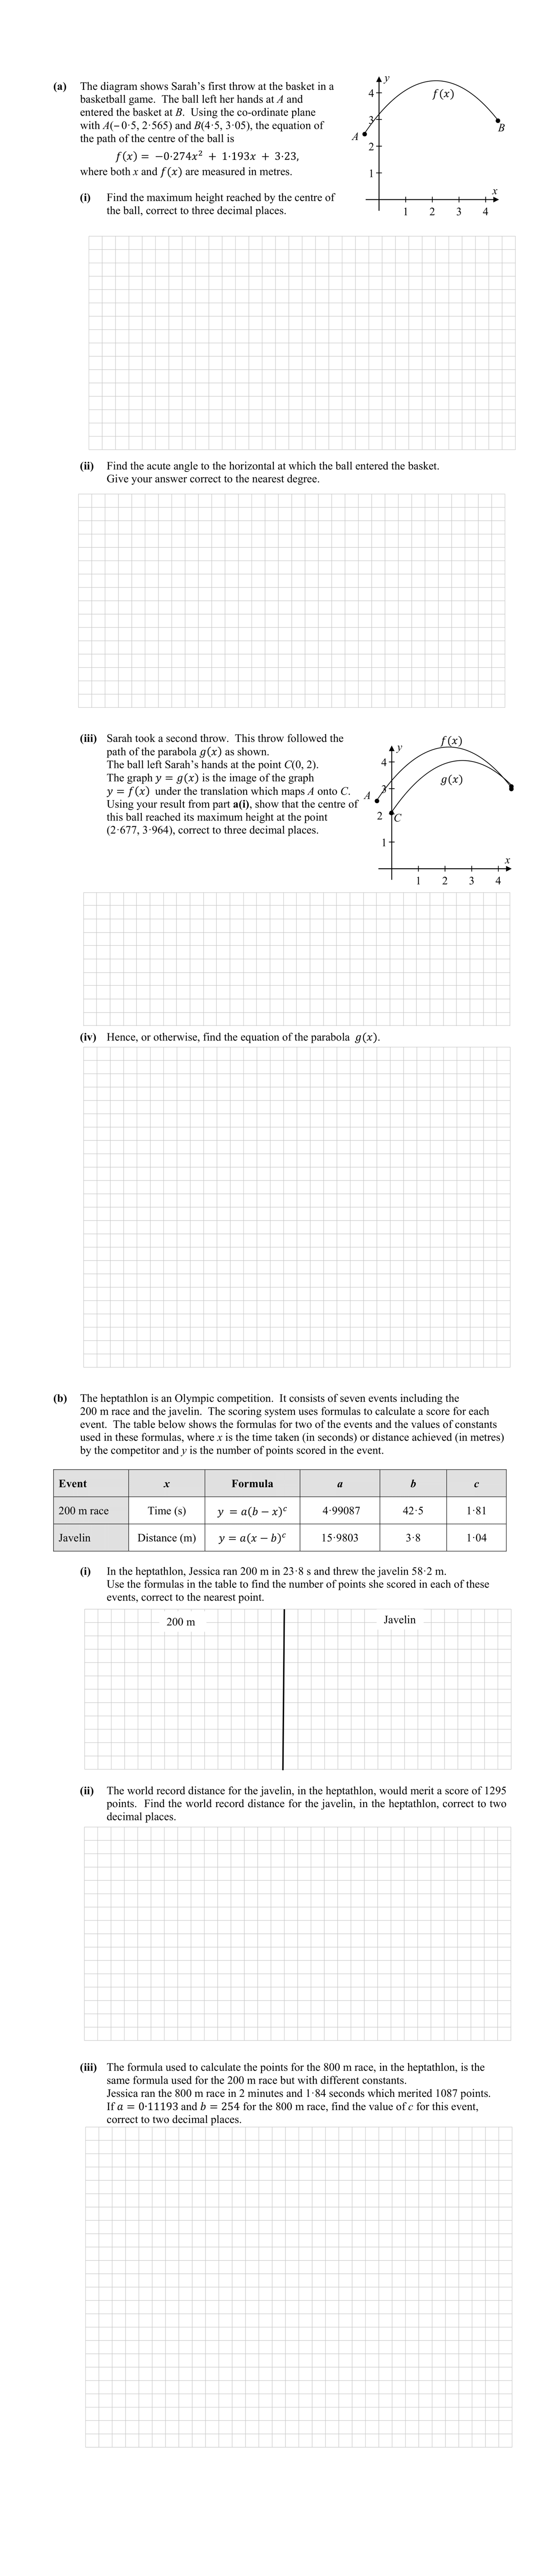 (a) The diagram shows Sarah's first throw at the basket in a
basketball game. The ball left her hands at A and
entered the basket at B. Using the co-ordinate plane
with A(−0·5, 2·565) and B(4·5, 3·05), the equation of
the path of the centre of the ball is
f(x) = −0·274x² + 1·193x + 3·23,
where both x and f(x) are measured in metres.
y
4
f(x)
3
B
A
2
1
x
1 2 3 4
(i) Find the maximum height reached by the centre of
the ball, correct to three decimal places.
(ii) Find the acute angle to the horizontal at which the ball entered the basket.
Give your answer correct to the nearest degree.
(iii) Sarah took a second throw. This throw followed the
path of the parabola g(x) as shown.
The ball left Sarah's hands at the point C(0, 2).
The graph y = g(x) is the image of the graph
y = f(x) under the translation which maps A onto C.
Using your result from part a(i), show that the centre of
this ball reached its maximum height at the point
(2·677, 3·964), correct to three decimal places.
f(x)
y
4
g(x)
A
3
2 C
1
x
1 2 3 4
(iv) Hence, or otherwise, find the equation of the parabola g(x).
(b) The heptathlon is an Olympic competition. It consists of seven events including the
200 m race and the javelin. The scoring system uses formulas to calculate a score for each
event. The table below shows the formulas for two of the events and the values of constants
used in these formulas, where x is the time taken (in seconds) or distance achieved (in metres)
by the competitor and y is the number of points scored in the event.
Event x Formula a b c
200 m race Time (s) y = a(b − x)ᶜ 4·99087 42·5 1·81
Javelin Distance (m) y = a(x − b)ᶜ 15·9803 3·8 1·04
(i) In the heptathlon, Jessica ran 200 m in 23·8 s and threw the javelin 58·2 m.
Use the formulas in the table to find the number of points she scored in each of these
events, correct to the nearest point.
200 m Javelin
(ii) The world record distance for the javelin, in the heptathlon, would merit a score of 1295
points. Find the world record distance for the javelin, in the heptathlon, correct to two
decimal places.
(iii) The formula used to calculate the points for the 800 m race, in the heptathlon, is the
same formula used for the 200 m race but with different constants.
Jessica ran the 800 m race in 2 minutes and 1·84 seconds which merited 1087 points.
If a = 0·11193 and b = 254 for the 800 m race, find the value of c for this event,
correct to two decimal places.